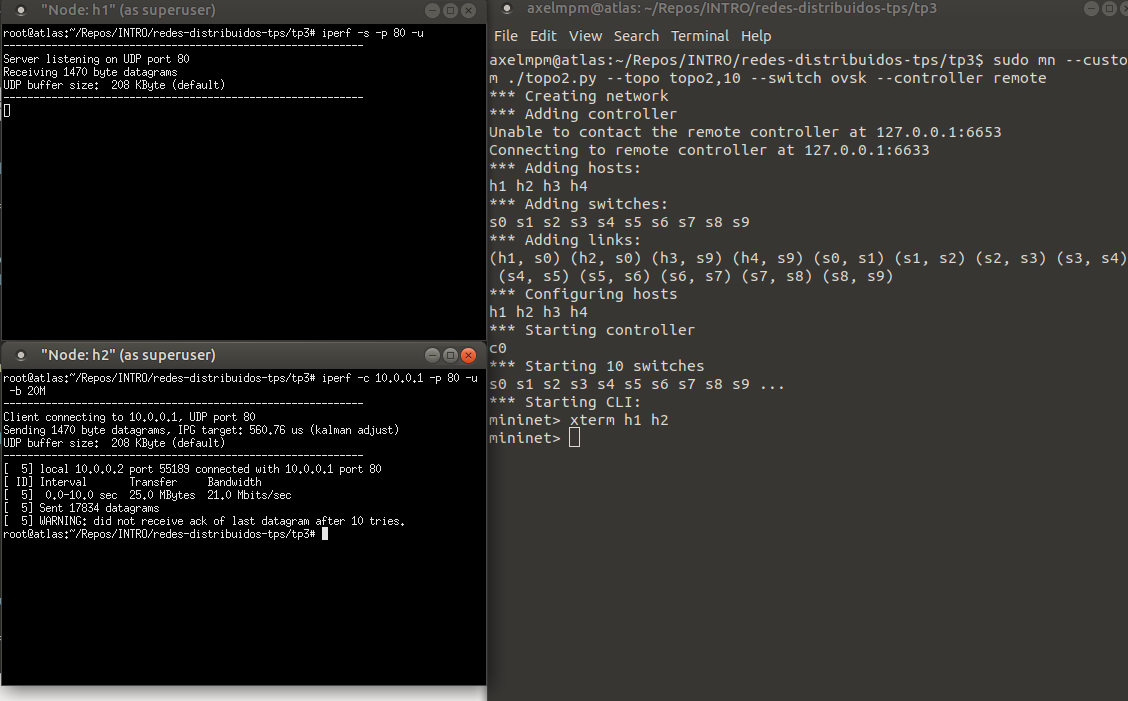 "Node: h1" (as superuser)
root@atlas:~/Repos/INTRO/redes-distribuidos-tps/tp3# iperf -s -p 80 -u
------------------------------------------------------------
Server listening on UDP port 80
Receiving 1470 byte datagrams
UDP buffer size:  208 KByte (default)
------------------------------------------------------------
"Node: h2" (as superuser)
root@atlas:~/Repos/INTRO/redes-distribuidos-tps/tp3# iperf -c 10.0.0.1 -p 80 -u
 -b 20M
------------------------------------------------------------
Client connecting to 10.0.0.1, UDP port 80
Sending 1470 byte datagrams, IPG target: 560.76 us (kalman adjust)
UDP buffer size:  208 KByte (default)
------------------------------------------------------------
[  5] local 10.0.0.2 port 55189 connected with 10.0.0.1 port 80
[ ID] Interval       Transfer     Bandwidth
[  5]  0.0-10.0 sec  25.0 MBytes  21.0 Mbits/sec
[  5] Sent 17834 datagrams
[  5] WARNING: did not receive ack of last datagram after 10 tries.
root@atlas:~/Repos/INTRO/redes-distribuidos-tps/tp3#
axelmpm@atlas: ~/Repos/INTRO/redes-distribuidos-tps/tp3
File Edit View Search Terminal Help
axelmpm@atlas:~/Repos/INTRO/redes-distribuidos-tps/tp3$ sudo mn --custo
m ./topo2.py --topo topo2,10 --switch ovsk --controller remote
*** Creating network
*** Adding controller
Unable to contact the remote controller at 127.0.0.1:6653
Connecting to remote controller at 127.0.0.1:6633
*** Adding hosts:
h1 h2 h3 h4
*** Adding switches:
s0 s1 s2 s3 s4 s5 s6 s7 s8 s9
*** Adding links:
(h1, s0) (h2, s0) (h3, s9) (h4, s9) (s0, s1) (s1, s2) (s2, s3) (s3, s4)
 (s4, s5) (s5, s6) (s6, s7) (s7, s8) (s8, s9)
*** Configuring hosts
h1 h2 h3 h4
*** Starting controller
c0
*** Starting 10 switches
s0 s1 s2 s3 s4 s5 s6 s7 s8 s9 ...
*** Starting CLI:
mininet> xterm h1 h2
mininet>